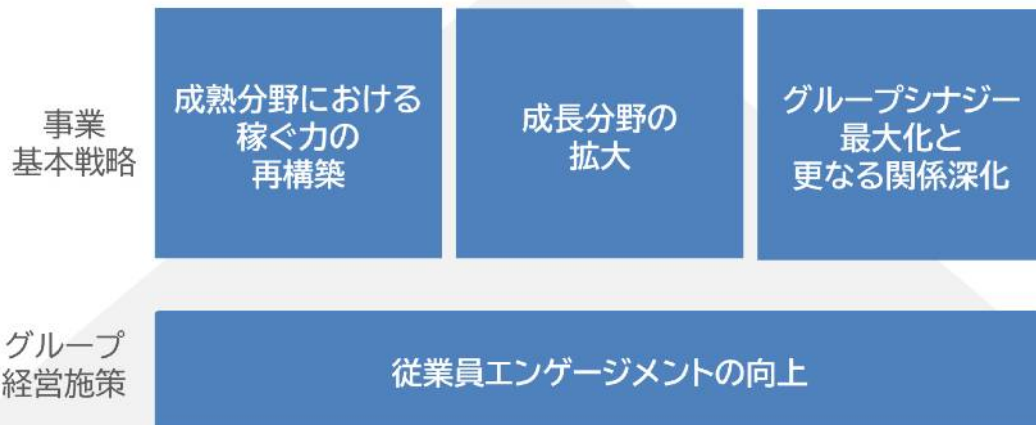 事業
基本戦略
成熟分野における
稼ぐ力の
再構築
成長分野の
拡大
グループシナジー
最大化と
更なる関係深化
グループ
経営施策
従業員エンゲージメントの向上